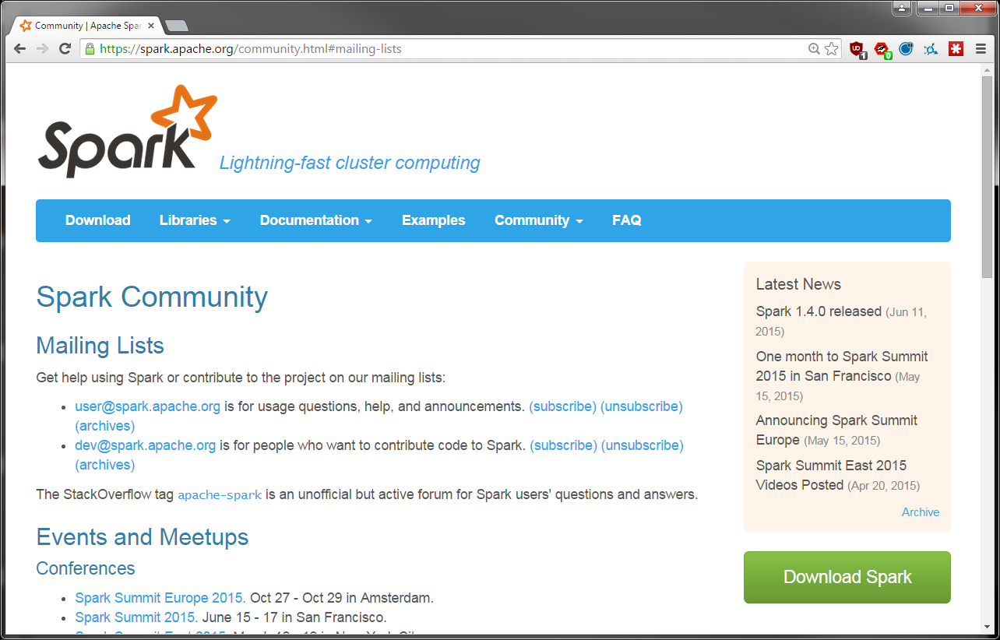 Community | Apache Spar
https://spark.apache.org/community.html#mailing-lists
Spark
Lightning-fast cluster computing
Download Libraries Documentation Examples Community FAQ
Spark Community
Mailing Lists
Get help using Spark or contribute to the project on our mailing lists:
user@spark.apache.org is for usage questions, help, and announcements. (subscribe) (unsubscribe)
(archives)
dev@spark.apache.org is for people who want to contribute code to Spark. (subscribe) (unsubscribe)
(archives)
The StackOverflow tag apache-spark is an unofficial but active forum for Spark users' questions and answers.
Events and Meetups
Conferences
Spark Summit Europe 2015. Oct 27 - Oct 29 in Amsterdam.
Spark Summit 2015. June 15 - 17 in San Francisco.
Latest News
Spark 1.4.0 released (Jun 11,
2015)
One month to Spark Summit
2015 in San Francisco (May
15, 2015)
Announcing Spark Summit
Europe (May 15, 2015)
Spark Summit East 2015
Videos Posted (Apr 20, 2015)
Archive
Download Spark